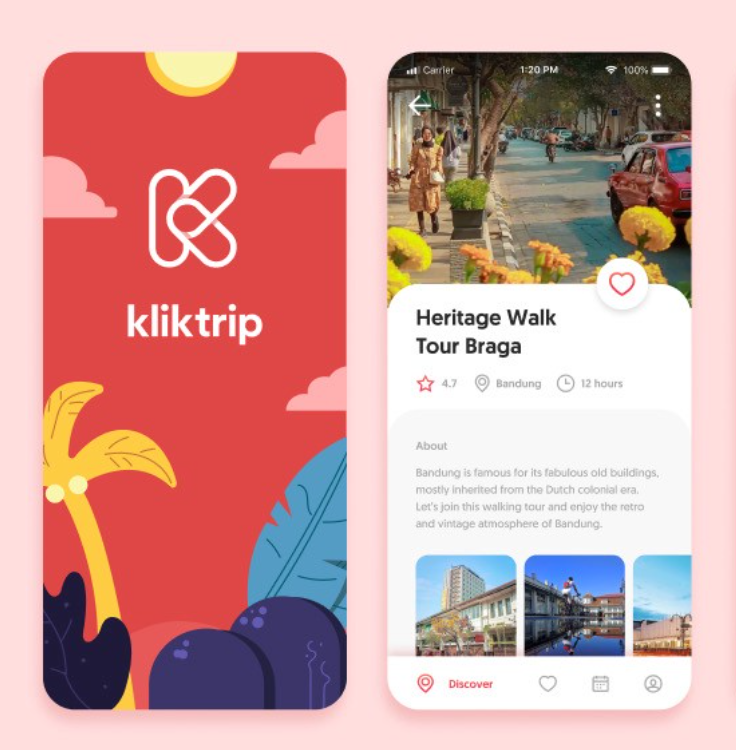 kliktrip
Carrier 1:20 PM 100%
Heritage Walk
Tour Braga
4.7 Bandung 12 hours
About
Bandung is famous for its fabulous old buildings,
mostly inherited from the Dutch colonial era.
Let's join this walking tour and enjoy the retro
and vintage atmosphere of Bandung.
Discover